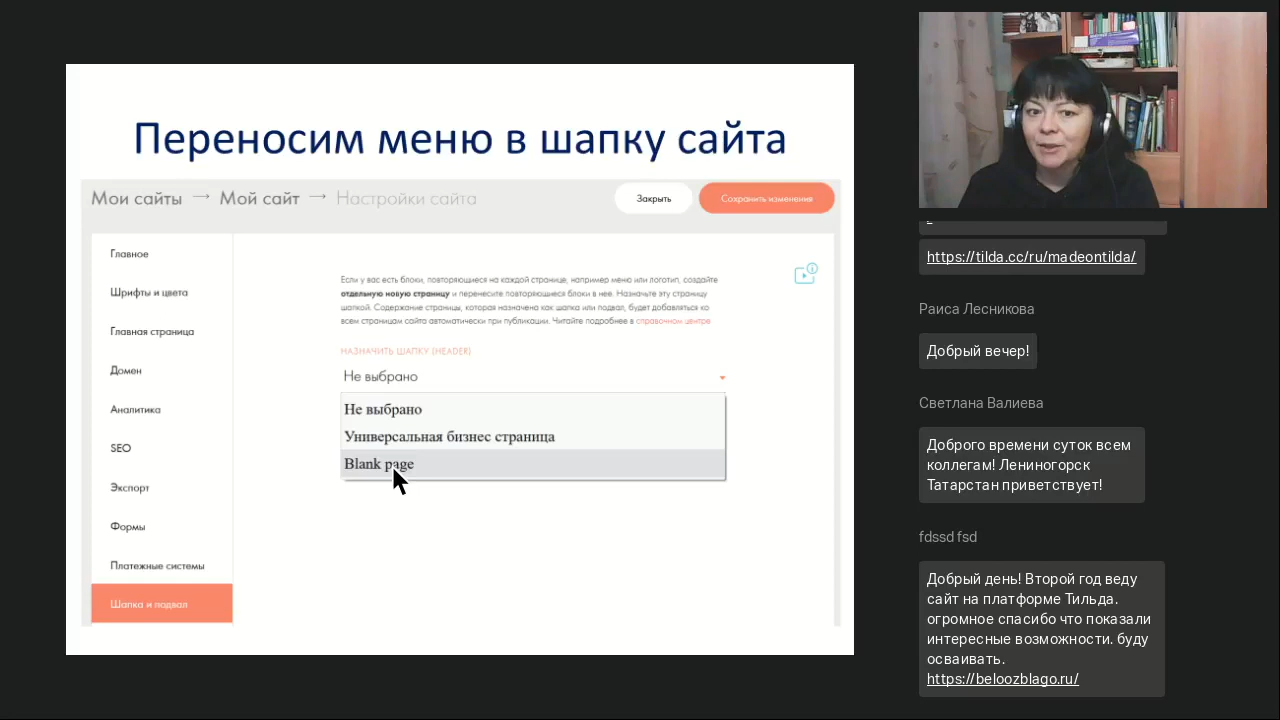 Переносим меню в шапку сайта
Мои сайты → Мой сайт → Настройки сайта
Закрыть
Сохранить изменения
Главное
Шрифты и цвета
Главная страница
Домен
Аналитика
SEO
Экспорт
Формы
Платежные системы
Шапка и подвал
Если у вас есть блоки, повторяющиеся на каждой странице, например меню или логотип, создайте
отдельную новую страницу и перенесите повторяющиеся блоки в нее. Назначьте эту страницу
шапкой. Содержание страницы, которая назначена как шапка или подвал, будет добавляться ко
всем страницам сайта автоматически при публикации. Читайте подробнее в справочном центре
НАЗНАЧИТЬ ШАПКУ (HEADER)
Не выбрано
Не выбрано
Универсальная бизнес страница
Blank page
https://tilda.cc/ru/madeontilda/
Раиса Лесникова
Добрый вечер!
Светлана Валиева
Доброго времени суток всем
коллегам! Лениногорск
Татарстан приветствует!
fdssd fsd
Добрый день! Второй год веду
сайт на платформе Тильда.
огромное спасибо что показали
интересные возможности. буду
осваивать.
https://beloozblago.ru/